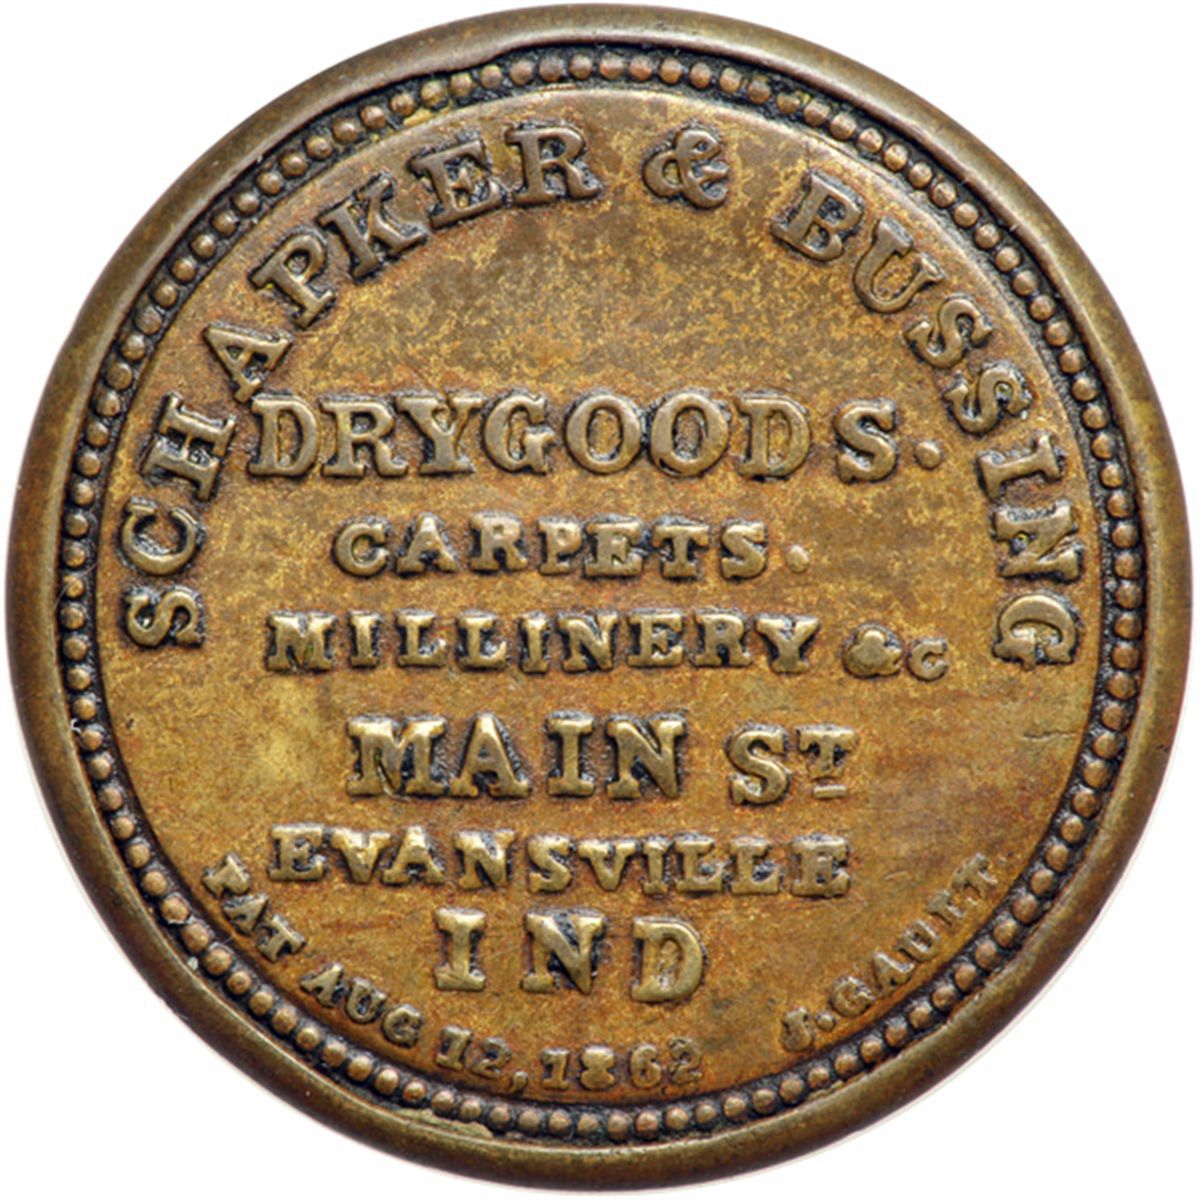 SCHAPKER & BUSSING
DRYGOODS.
CARPETS.
MILLINERY &C
MAIN ST
EVANSVILLE
IND
PAT AUG 12, 1862 J. GAULT